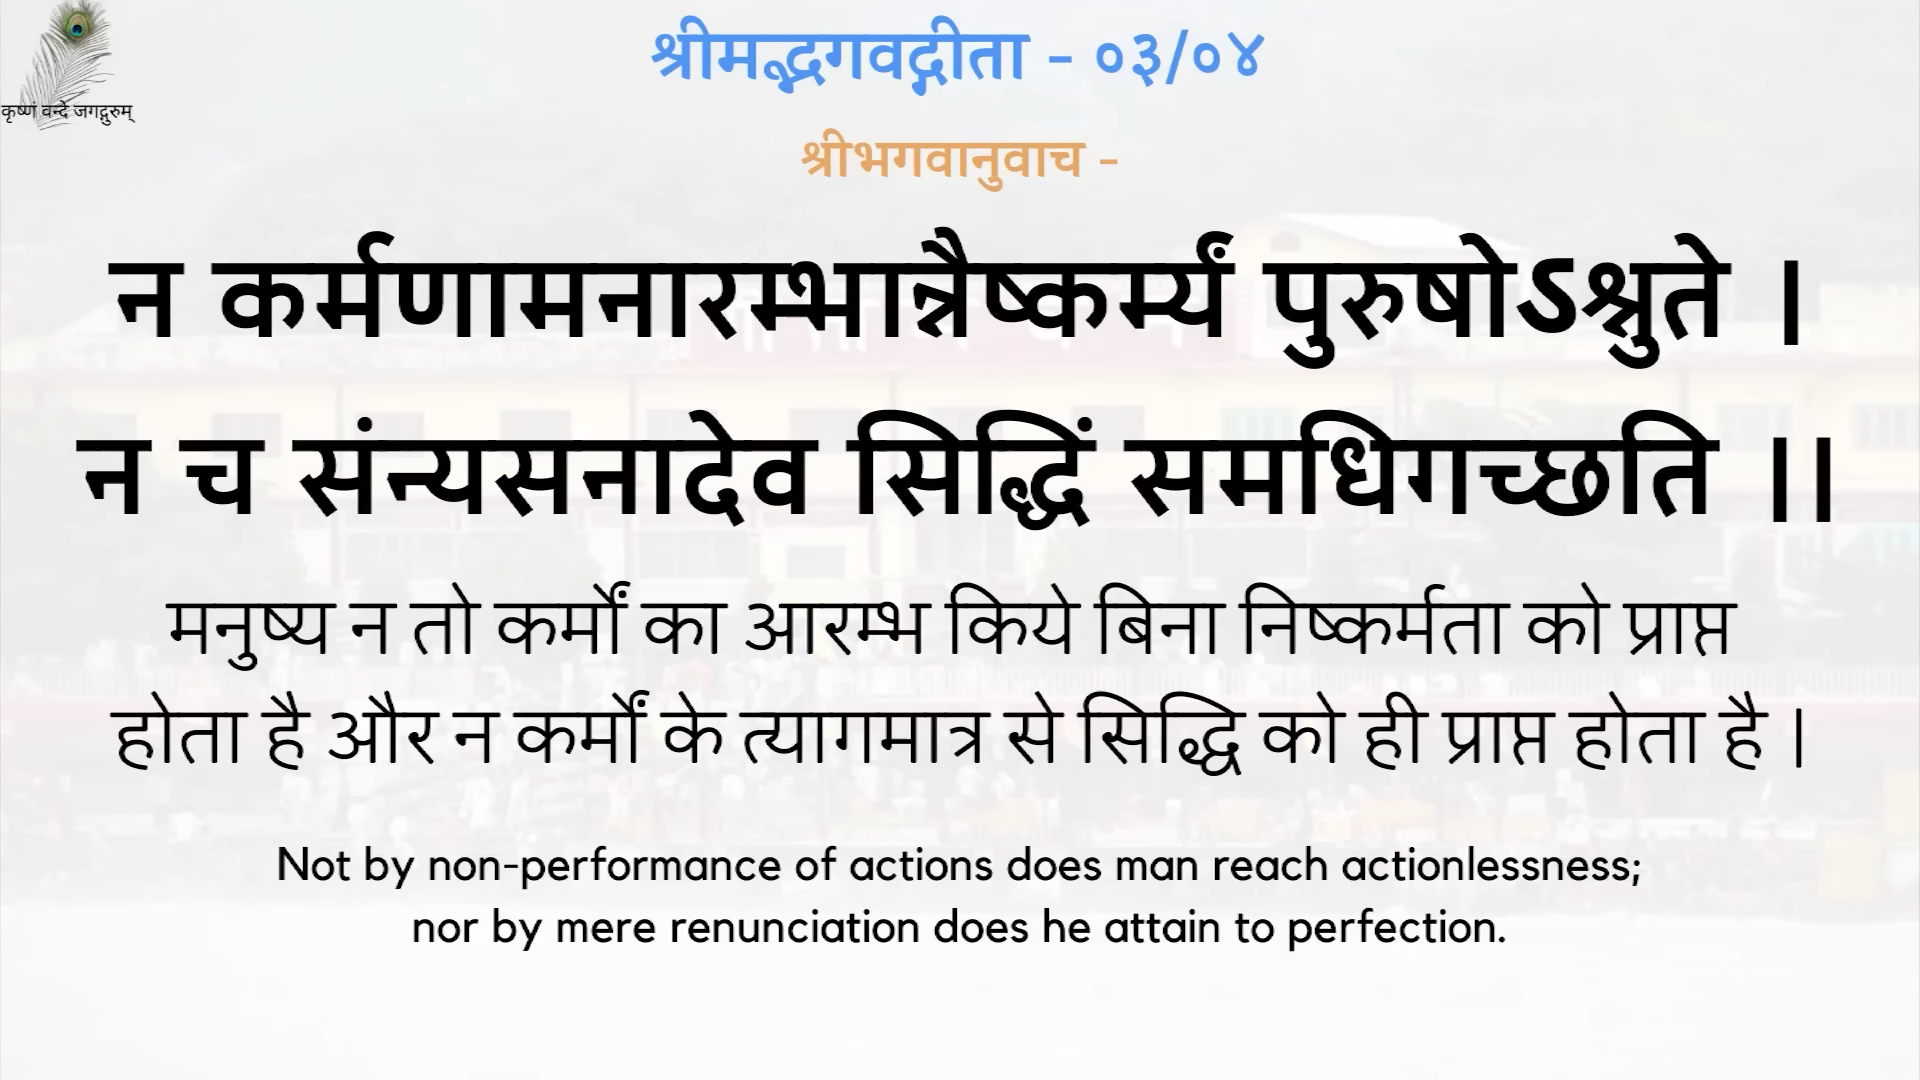 श्रीमद्भगवद्गीता - ०३/०४
कृष्णं वन्दे जगद्गुरुम्
श्रीभगवानुवाच -
न कर्मणामनारम्भान्नैष्कर्म्यं पुरुषोऽश्नुते |
न च संन्यसनादेव सिद्धिं समधिगच्छति ||
मनुष्य न तो कर्मों का आरम्भ किये बिना निष्कर्मता को प्राप्त
होता है और न कर्मों के त्यागमात्र से सिद्धि को ही प्राप्त होता है |
Not by non-performance of actions does man reach actionlessness;
nor by mere renunciation does he attain to perfection.